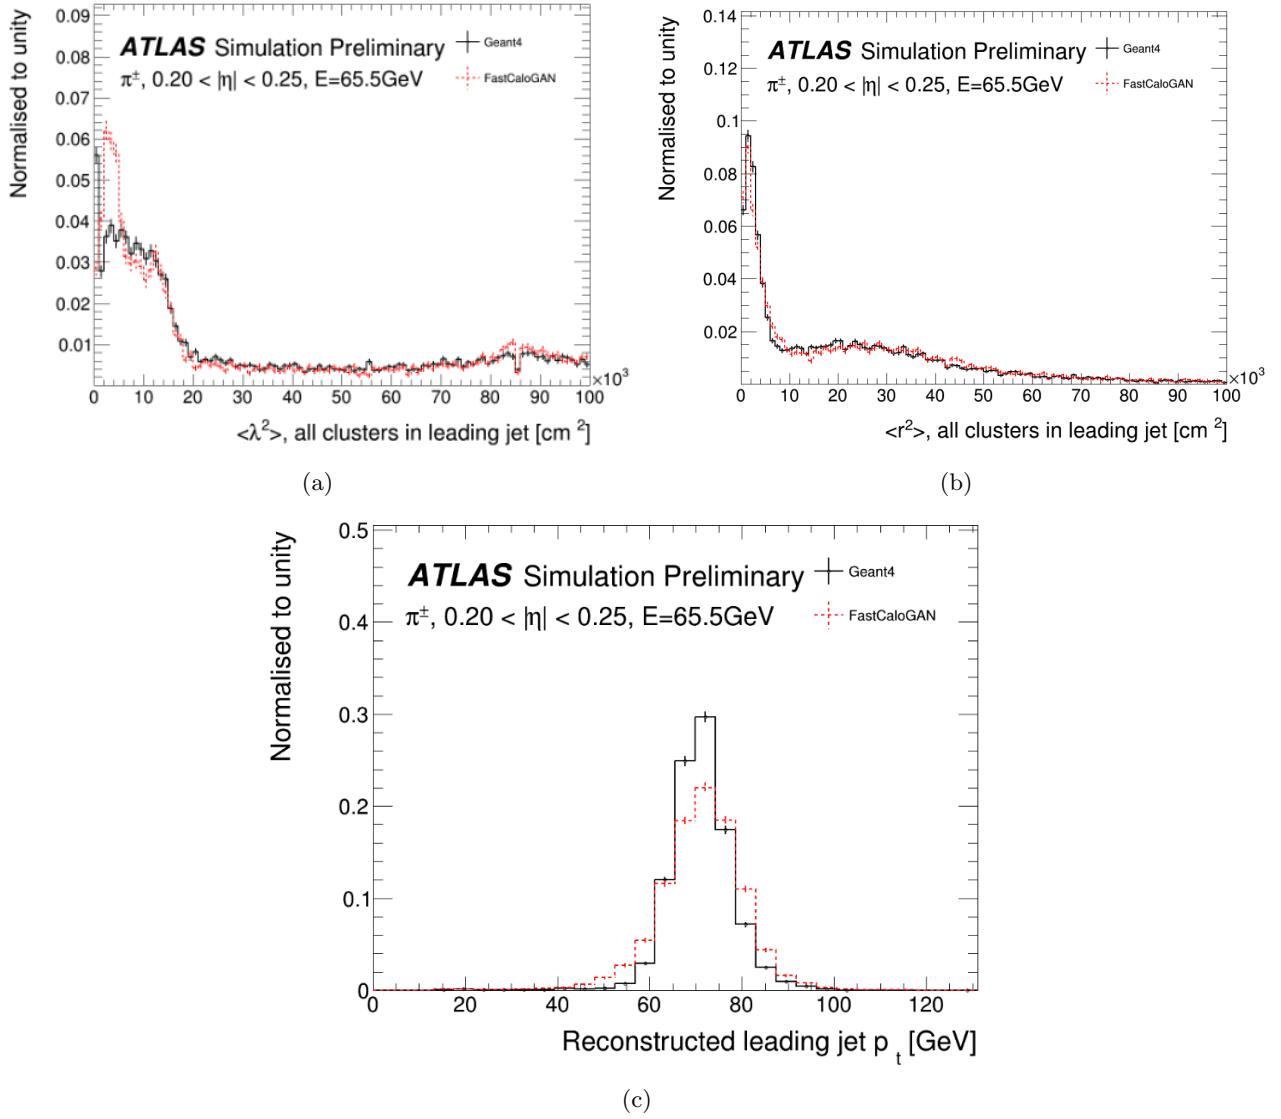 Normalised to unity
0.09
0.08
0.07
0.06
0.05
0.04
0.03
0.02
0.01
ATLAS Simulation Preliminary
π±, 0.20 < |η| < 0.25, E=65.5GeV
Geant4
FastCaloGAN
0 10 20 30 40 50 60 70 80 90 100
×10³
<λ²>, all clusters in leading jet [cm ²]
(a)
Normalised to unity
0.14
0.12
0.1
0.08
0.06
0.04
0.02
ATLAS Simulation Preliminary
π±, 0.20 < |η| < 0.25, E=65.5GeV
Geant4
FastCaloGAN
0 10 20 30 40 50 60 70 80 90 100
×10³
<r²>, all clusters in leading jet [cm ²]
(b)
Normalised to unity
0.5
0.4
0.3
0.2
0.1
0
ATLAS Simulation Preliminary
π±, 0.20 < |η| < 0.25, E=65.5GeV
Geant4
FastCaloGAN
0 20 40 60 80 100 120
Reconstructed leading jet p t [GeV]
(c)